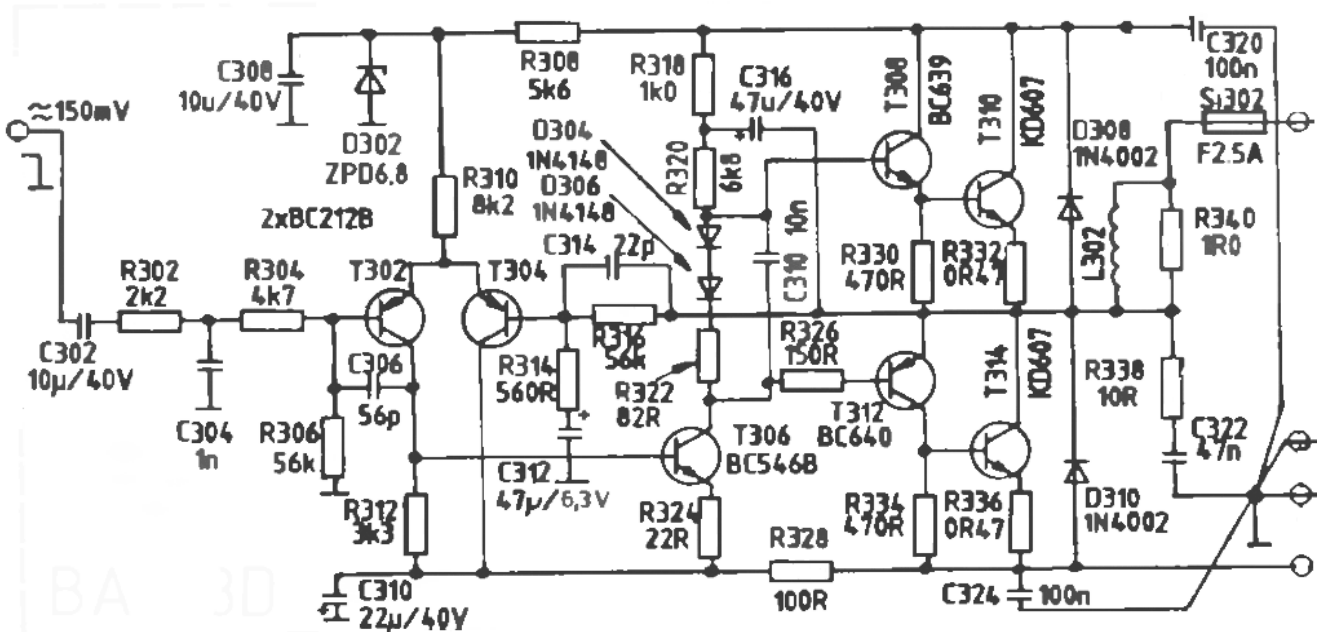 ≈150mV
C308
10u/40V
D302
ZPD6,8
R308
5k6
R318
1k0
C316
47u/40V
T308
BC639
T310
KD607
C320
100n
Si302
F2.5A
D304
1N4148
D306
1N4148
R320
6k8
D308
1N4002
R310
8k2
2xBC212B
C314
22p
C310 10n
R330
470R
R332
0R47
L302
R340
1R0
R302
2k2
R304
4k7
T302
T304
C302
10µ/40V
C304
1n
C306
56p
R306
56k
R314
560R
R316
56k
R322
82R
R326
150R
T312
BC640
T314
KD607
R338
10R
C322
47n
T306
BC546B
C312
47µ/6,3V
R312
3k3
R324
22R
R334
470R
R336
0R47
D310
1N4002
R328
100R
C310
22µ/40V
C324
100n
BA 3D